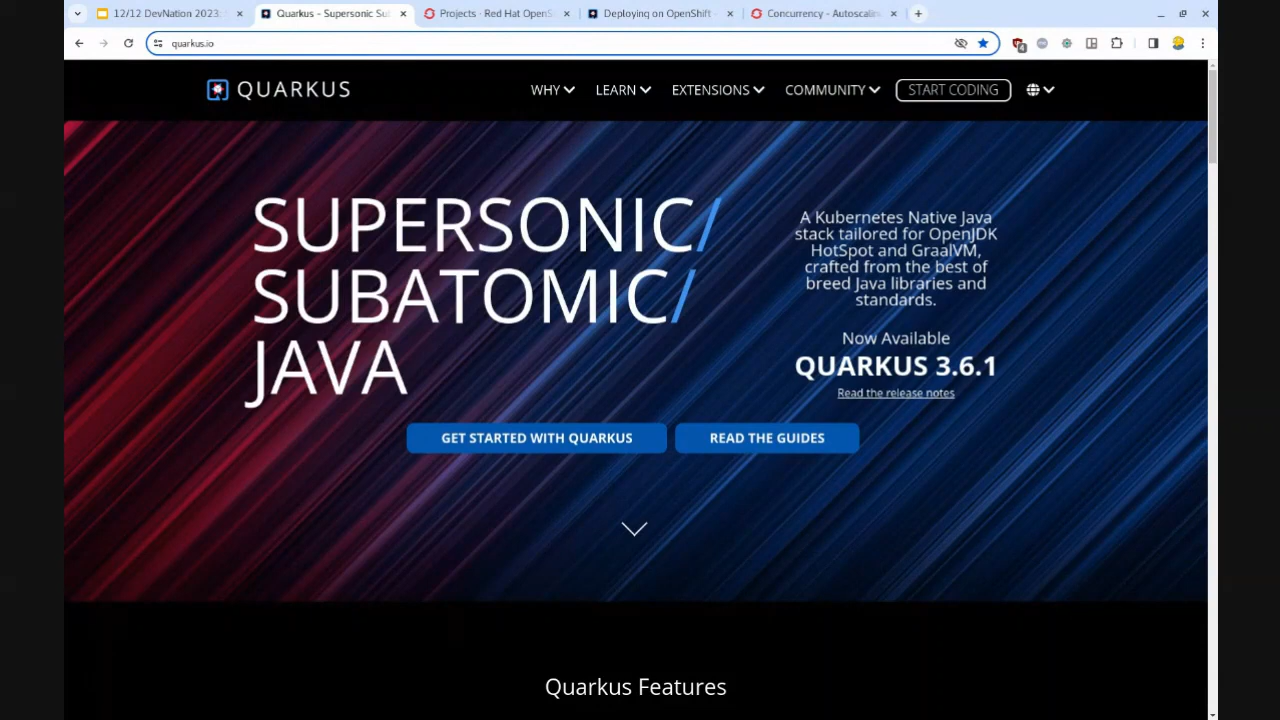 12/12 DevNation 2023:
Quarkus - Supersonic Su
Projects · Red Hat OpenS
Deploying on OpenShift -
Concurrency - Autoscalin
quarkus.io
4
QUARKUS
WHY
LEARN
EXTENSIONS
COMMUNITY
START CODING
SUPERSONIC/
SUBATOMIC/
JAVA
A Kubernetes Native Java
stack tailored for OpenJDK
HotSpot and GraalVM,
crafted from the best of
breed Java libraries and
standards.
Now Available
QUARKUS 3.6.1
Read the release notes
GET STARTED WITH QUARKUS
READ THE GUIDES
Quarkus Features